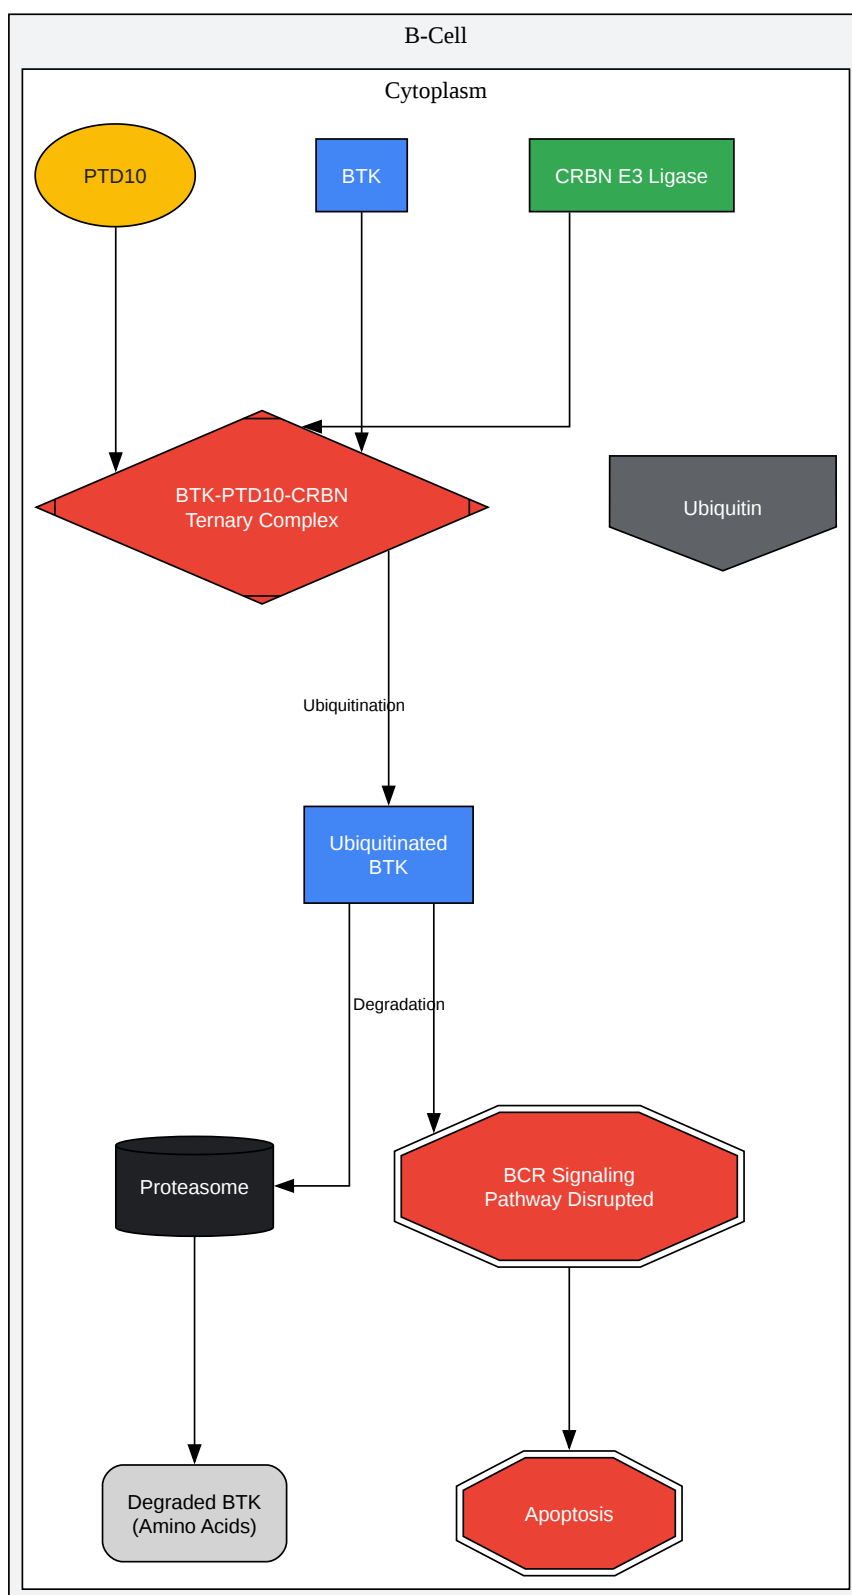 B-Cell
Cytoplasm
PTD10
BTK
CRBN E3 Ligase
BTK-PTD10-CRBN
Ternary Complex
Ubiquitin
Ubiquitination
Ubiquitinated
BTK
Degradation
Proteasome
BCR Signaling
Pathway Disrupted
Degraded BTK
(Amino Acids)
Apoptosis